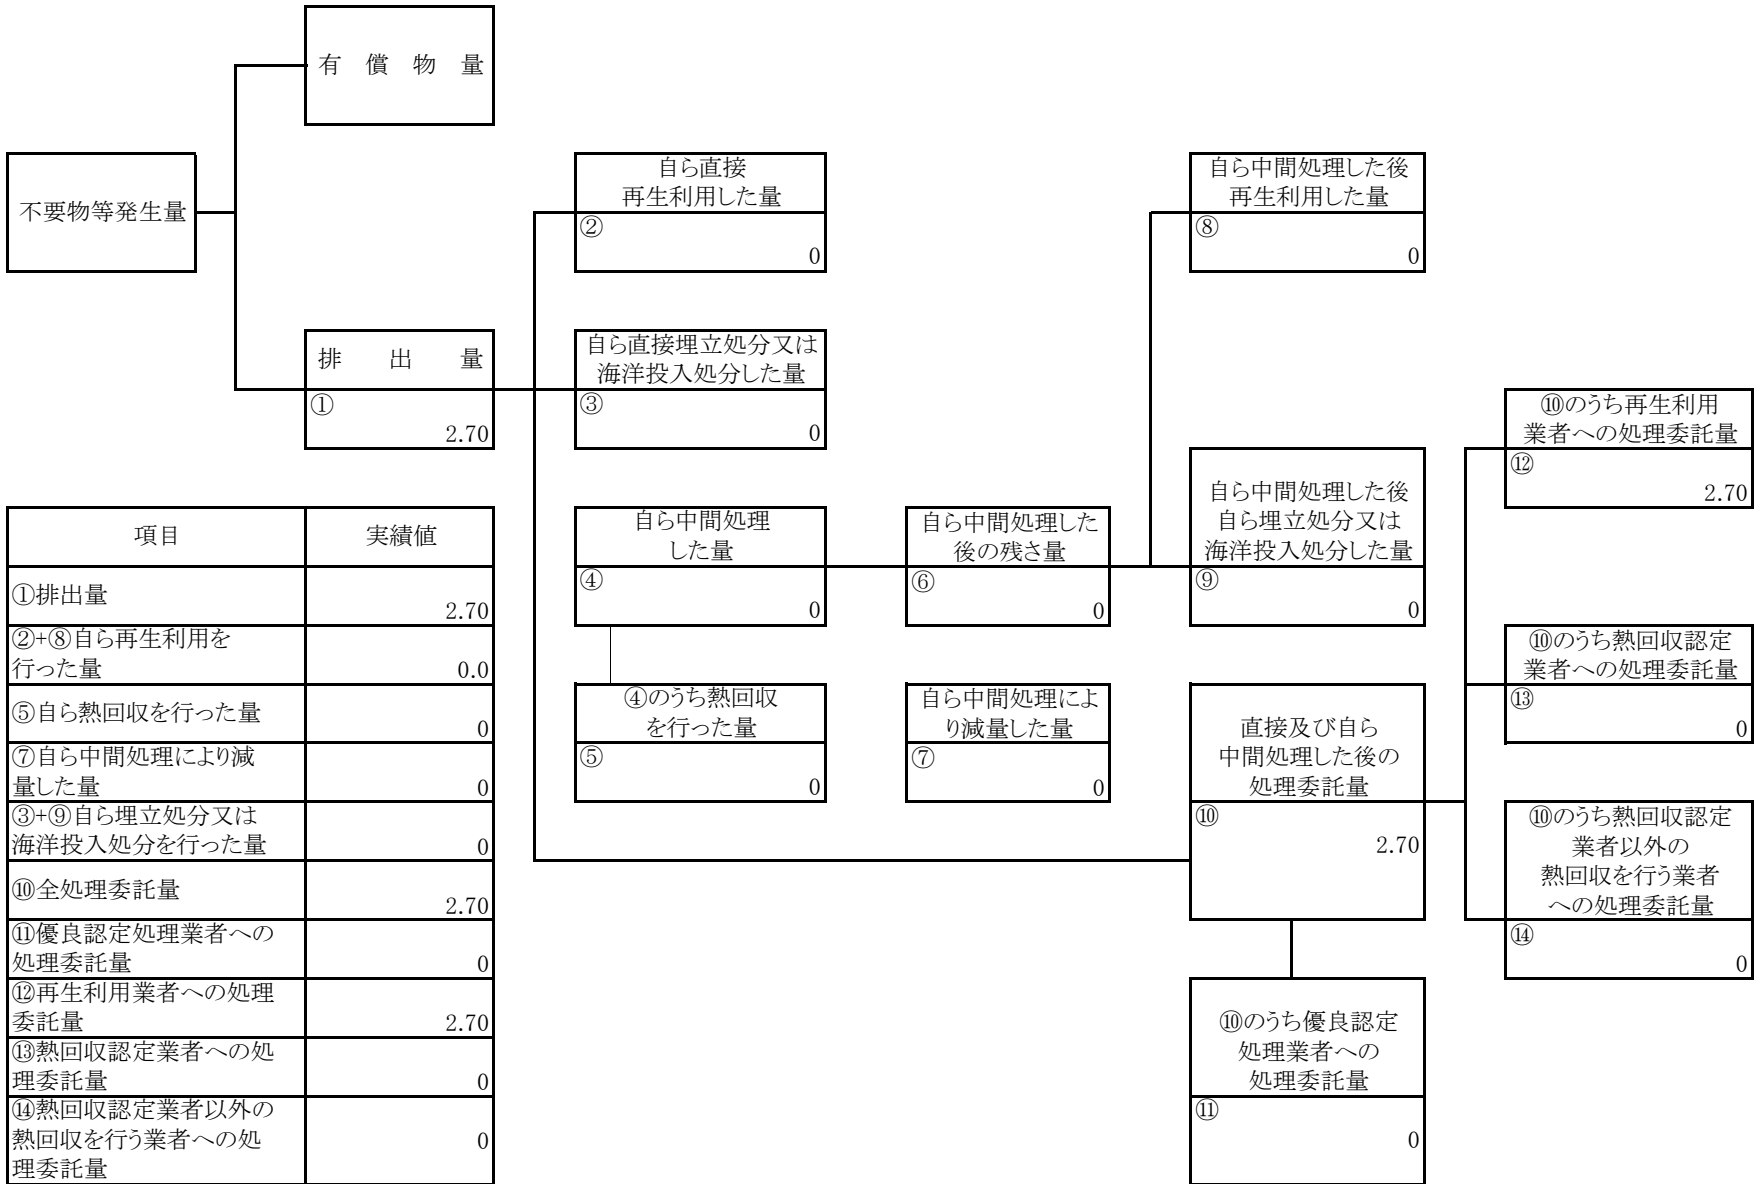 有 償 物 量
不要物等発生量
自ら直接
再生利用した量
②
0
自ら中間処理した後
再生利用した量
⑧
0
排 出 量
①
2.70
自ら直接埋立処分又は
海洋投入処分した量
③
0
⑩のうち再生利用
業者への処理委託量
⑫
2.70
項目
実績値
①排出量
2.70
②+⑧自ら再生利用を
行った量
0.0
⑤自ら熱回収を行った量
0
⑦自ら中間処理により減
量した量
0
③+⑨自ら埋立処分又は
海洋投入処分を行った量
0
⑩全処理委託量
2.70
⑪優良認定処理業者への
処理委託量
0
⑫再生利用業者への処理
委託量
2.70
⑬熱回収認定業者への処
理委託量
0
⑭熱回収認定業者以外の
熱回収を行う業者への処
理委託量
0
自ら中間処理
した量
④
0
自ら中間処理した
後の残さ量
⑥
0
自ら中間処理した後
自ら埋立処分又は
海洋投入処分した量
⑨
0
④のうち熱回収
を行った量
⑤
0
自ら中間処理によ
り減量した量
⑦
0
直接及び自ら
中間処理した後の
処理委託量
⑩
2.70
⑩のうち熱回収認定
業者への処理委託量
⑬
0
⑩のうち熱回収認定
業者以外の
熱回収を行う業者
への処理委託量
⑭
0
⑩のうち優良認定
処理業者への
処理委託量
⑪
0